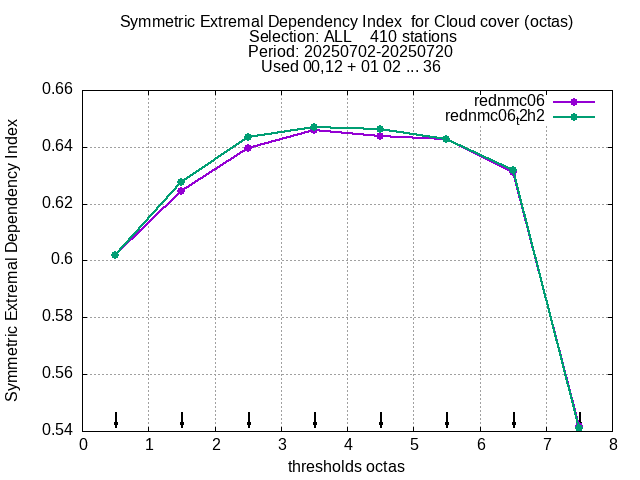 Symmetric Extremal Dependency Index  for Cloud cover (octas)
Selection: ALL    410 stations
Period: 20250702-20250720
Used 00,12 + 01 02 ... 36
rednmc06
rednmc06_t2h2
Symmetric Extremal Dependency Index
0.66
0.64
0.62
0.6
0.58
0.56
0.54
0 1 2 3 4 5 6 7 8
thresholds octas